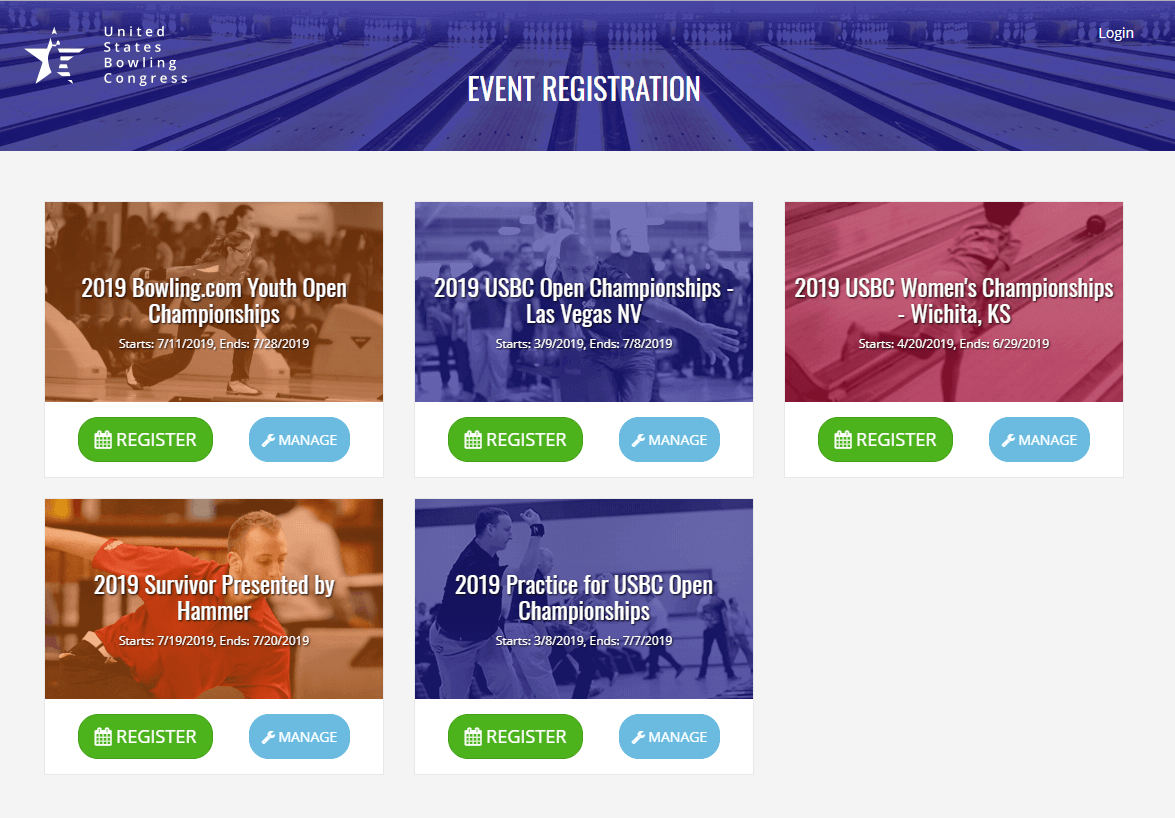 United
States
Bowling
Congress
Login
EVENT REGISTRATION
2019 Bowling.com Youth Open
Championships
Starts: 7/11/2019, Ends: 7/28/2019
REGISTER
MANAGE
2019 USBC Open Championships -
Las Vegas NV
Starts: 3/9/2019, Ends: 7/8/2019
REGISTER
MANAGE
2019 USBC Women's Championships
- Wichita, KS
Starts: 4/20/2019, Ends: 6/29/2019
REGISTER
MANAGE
2019 Survivor Presented by
Hammer
Starts: 7/19/2019, Ends: 7/20/2019
REGISTER
MANAGE
2019 Practice for USBC Open
Championships
Starts: 3/8/2019, Ends: 7/7/2019
REGISTER
MANAGE